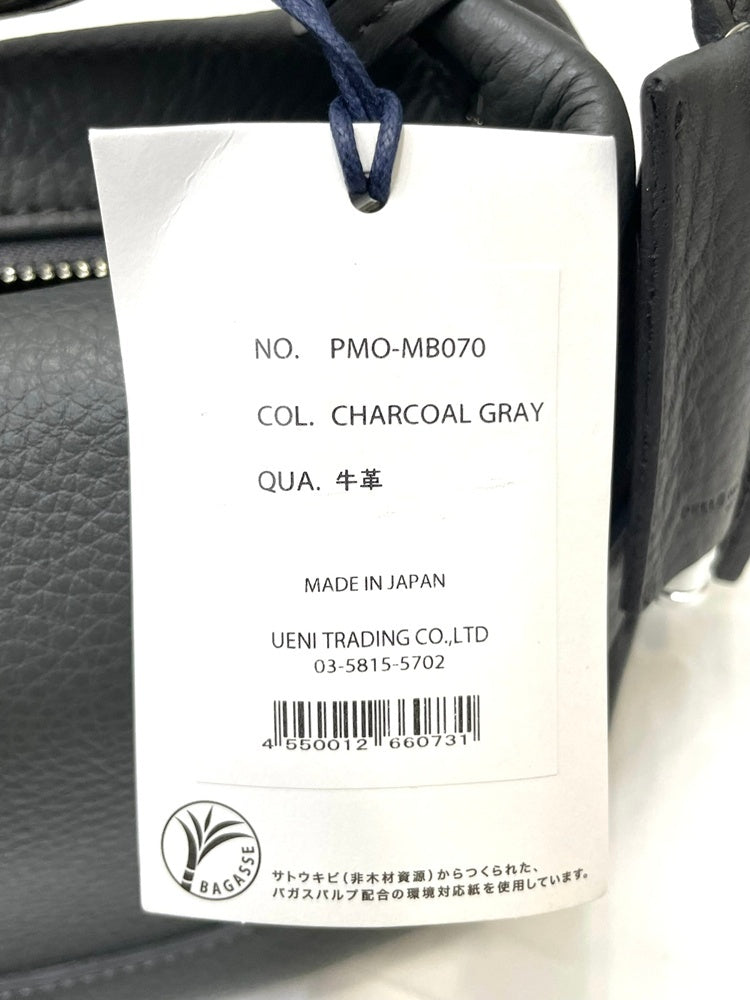 NO. PMO-MB070
COL. CHARCOAL GRAY
QUA. 牛革
MADE IN JAPAN
UENI TRADING CO.,LTD
03-5815-5702
4 550012 660731
BAGASSE
サトウキビ(非木材資源)からつくられた、
バガスパルプ配合の環境対応紙を使用しています。